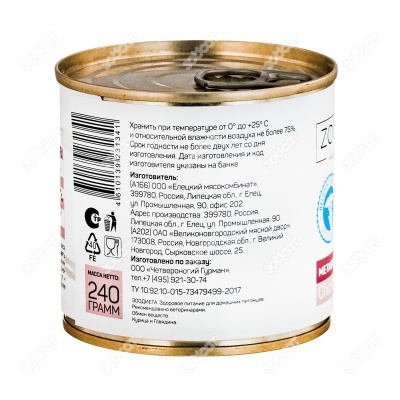 Хранить при температуре от 0° до +25° С
и относительной влажности воздуха не более 75%
Срок годности не более двух лет со дня
изготовления. Дата изготовления и код
изготовителя указаны на банке
Изготовитель:
(А166) ООО «Елецкий мясокомбинат»,
399780, Россия, Липецкая обл., г. Елец,
ул. Промышленная, 90, офис 202.
Адрес производства:
399780, Россия, Липецкая обл. г. Елец,
ул. Промышленная, 90,
(А202) ОАО «Великоновгородский мясной двор»
173008, Россия, Новгородская обл. г Великий
Новгород, Сырковское шоссе, 25.
Изготовлено по заказу:
ООО «Четвероногий Гурман».
тел.: +7 (495) 921-30-74
ТУ 10.92.10-015-73479499-2017
ЗООДИЕТА. Здоровое питание для домашних питомцев
Рекомендовано ветеринарами.
Обмен веществ
Курица и Говядина.
4610139823134
40
FE
МАССА НЕТТО:
240
ГРАММ